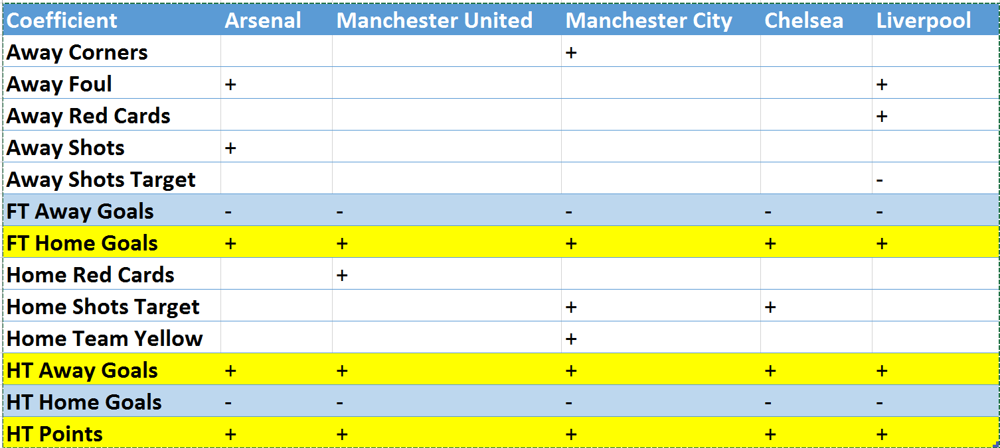 Coefficient Arsenal Manchester United Manchester City Chelsea Liverpool
Away Corners +
Away Foul + +
Away Red Cards +
Away Shots +
Away Shots Target -
FT Away Goals - - - - -
FT Home Goals + + + + +
Home Red Cards +
Home Shots Target + +
Home Team Yellow +
HT Away Goals + + + + +
HT Home Goals - - - - -
HT Points + + + + +